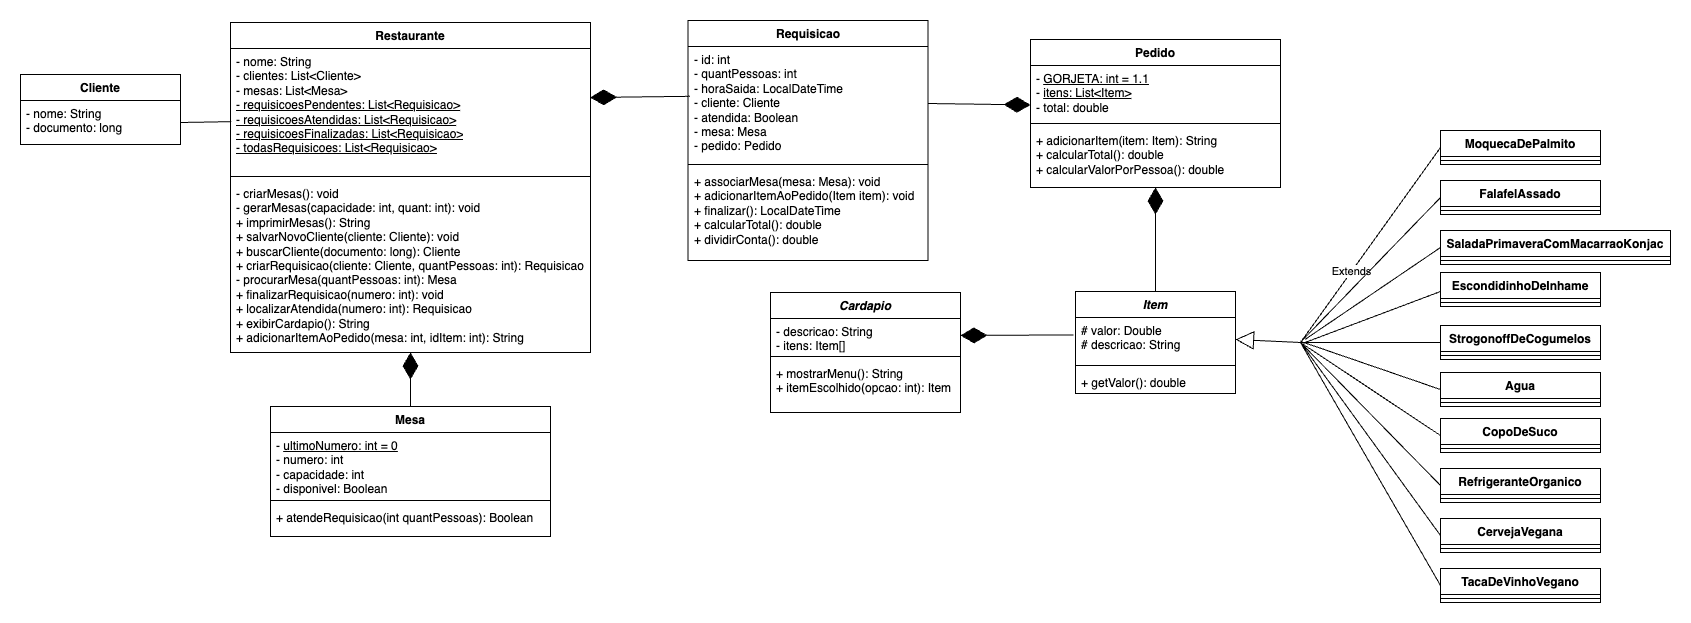 Cliente
- nome: String
- documento: long
Restaurante
- nome: String
- clientes: List<Cliente>
- mesas: List<Mesa>
- requisicoesPendentes: List<Requisicao>
- requisicoesAtendidas: List<Requisicao>
- requisicoesFinalizadas: List<Requisicao>
- todasRequisicoes: List<Requisicao>
- criarMesas(): void
- gerarMesas(capacidade: int, quant: int): void
+ imprimirMesas(): String
+ salvarNovoCliente(cliente: Cliente): void
+ buscarCliente(documento: long): Cliente
+ criarRequisicao(cliente: Cliente, quantPessoas: int): Requisicao
- procurarMesa(quantPessoas: int): Mesa
+ finalizarRequisicao(numero: int): void
+ localizarAtendida(numero: int): Requisicao
+ exibirCardapio(): String
+ adicionarItemAoPedido(mesa: int, idItem: int): String
Mesa
- ultimoNumero: int = 0
- numero: int
- capacidade: int
- disponivel: Boolean
+ atendeRequisicao(int quantPessoas): Boolean
Requisicao
- id: int
- quantPessoas: int
- horaSaida: LocalDateTime
- cliente: Cliente
- atendida: Boolean
- mesa: Mesa
- pedido: Pedido
+ associarMesa(mesa: Mesa): void
+ adicionarItemAoPedido(Item item): void
+ finalizar(): LocalDateTime
+ calcularTotal(): double
+ dividirConta(): double
Pedido
- GORJETA: int = 1.1
- itens: List<Item>
- total: double
+ adicionarItem(item: Item): String
+ calcularTotal(): double
+ calcularValorPorPessoa(): double
Cardapio
- descricao: String
- itens: Item[]
+ mostrarMenu(): String
+ itemEscolhido(opcao: int): Item
Item
# valor: Double
# descricao: String
+ getValor(): double
Extends
MoquecaDePalmito
FalafelAssado
SaladaPrimaveraComMacarraoKonjac
EscondidinhoDeInhame
StrogonoffDeCogumelos
Agua
CopoDeSuco
RefrigeranteOrganico
CervejaVegana
TacaDeVinhoVegano